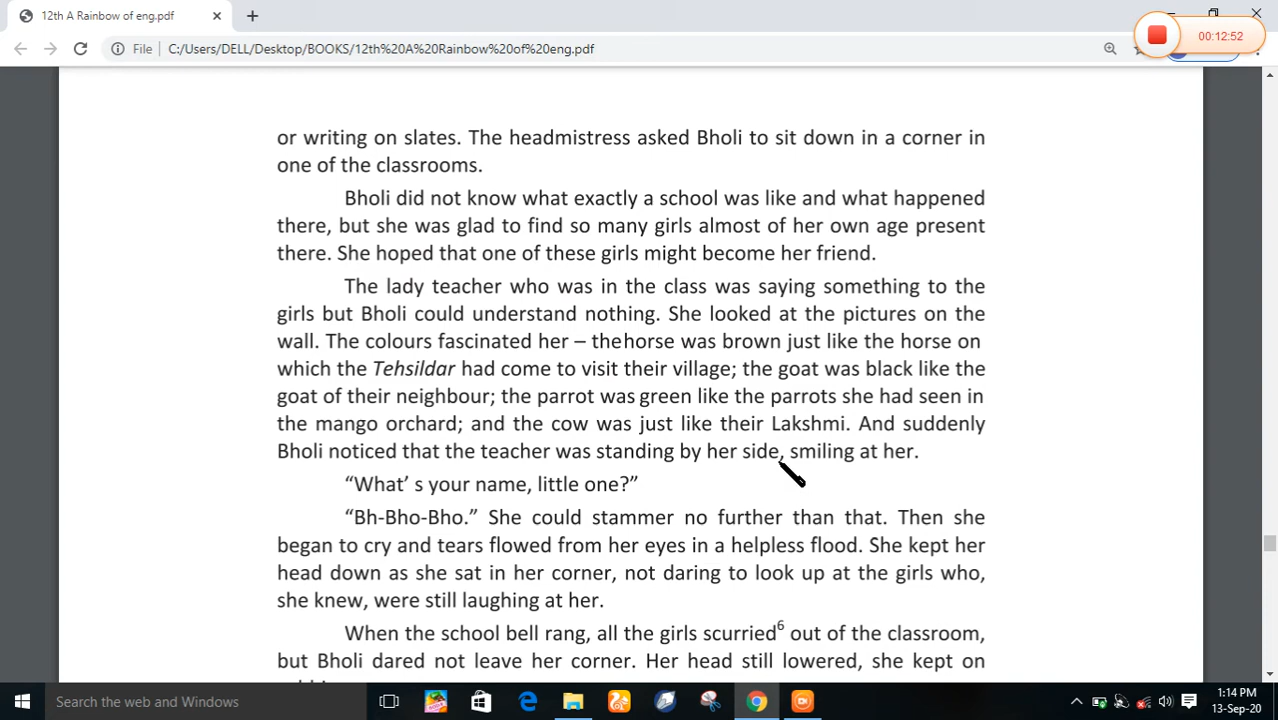 12th A Rainbow of eng.pdf
00:12:52
File
C:/Users/DELL/Desktop/BOOKS/12th%20A%20Rainbow%20of%20eng.pdf
or writing on slates. The headmistress asked Bholi to sit down in a corner in
one of the classrooms.
Bholi did not know what exactly a school was like and what happened
there, but she was glad to find so many girls almost of her own age present
there. She hoped that one of these girls might become her friend.
The lady teacher who was in the class was saying something to the
girls but Bholi could understand nothing. She looked at the pictures on the
wall. The colours fascinated her – thehorse was brown just like the horse on
which the Tehsildar had come to visit their village; the goat was black like the
goat of their neighbour; the parrot was green like the parrots she had seen in
the mango orchard; and the cow was just like their Lakshmi. And suddenly
Bholi noticed that the teacher was standing by her side, smiling at her.
“What’ s your name, little one?”
“Bh-Bho-Bho.” She could stammer no further than that. Then she
began to cry and tears flowed from her eyes in a helpless flood. She kept her
head down as she sat in her corner, not daring to look up at the girls who,
she knew, were still laughing at her.
When the school bell rang, all the girls scurried6 out of the classroom,
but Bholi dared not leave her corner. Her head still lowered, she kept on
Search the web and Windows
1:14 PM
13-Sep-20